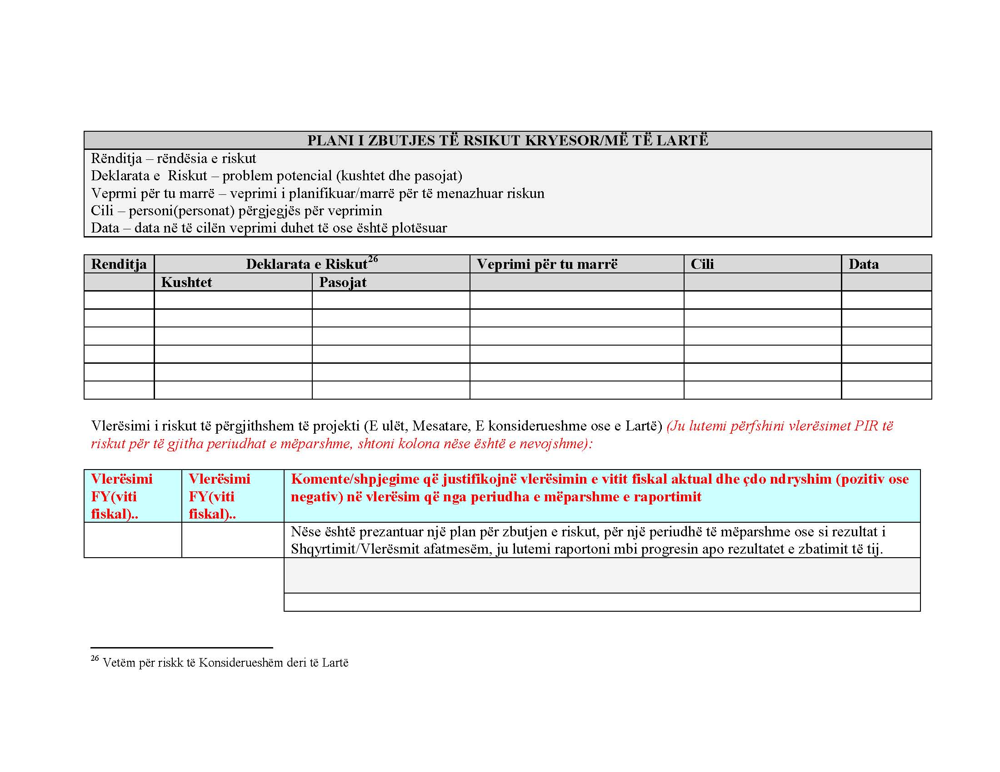 PLANI I ZBUTJES TË RSIKUT KRYESOR/MË TË LARTË
Rënditja – rëndësia e riskut
Deklarata e  Riskut – problem potencial (kushtet dhe pasojat)
Veprmi për tu marrë – veprimi i planifikuar/marrë për të menazhuar riskun
Cili – personi(personat) përgjegjës për veprimin
Data – data në të cilën veprimi duhet të ose është plotësuar
Renditja Deklarata e Riskut26 Veprimi për tu marrë Cili Data
Kushtet Pasojat
Vlerësimi i riskut të përgjithshem të projekti (E ulët, Mesatare, E konsiderueshme ose e Lartë) (Ju lutemi përfshini vlerësimet PIR të
riskut për të gjitha periudhat e mëparshme, shtoni kolona nëse është e nevojshme):
Vlerësimi
FY(viti
fiskal)..
Vlerësimi
FY(viti
fiskal)..
Komente/shpjegime që justifikojnë vlerësimin e vitit fiskal aktual dhe çdo ndryshim (pozitiv ose
negativ) në vlerësim që nga periudha e mëparshme e raportimit
Nëse është prezantuar një plan për zbutjen e riskut, për një periudhë të mëparshme ose si rezultat i
Shqyrtimit/Vlerësmit afatmesëm, ju lutemi raportoni mbi progresin apo rezultatet e zbatimit të tij.
26 Vetëm për riskk të Konsiderueshëm deri të Lartë